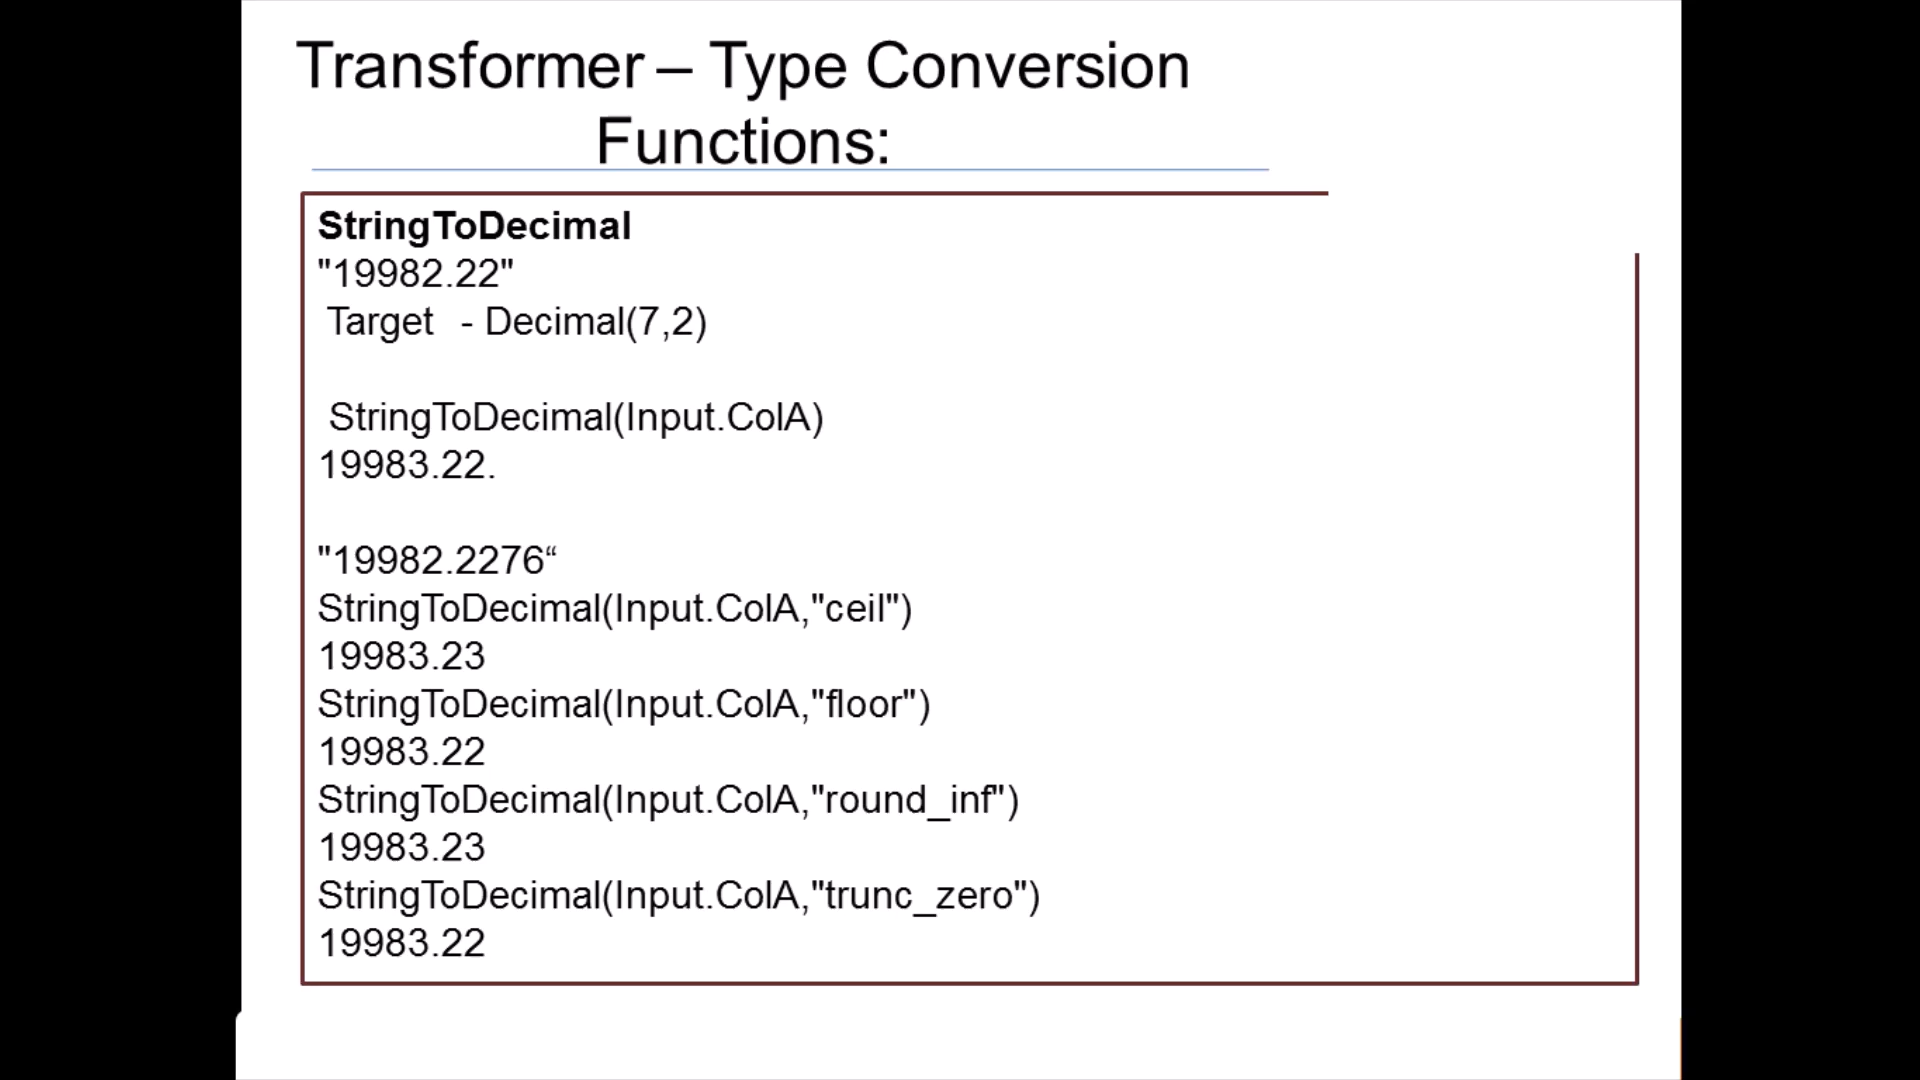 Transformer – Type Conversion
Functions:
StringToDecimal
"19982.22"
Target - Decimal(7,2)
StringToDecimal(Input.ColA)
19983.22.
"19982.2276“
StringToDecimal(Input.ColA,"ceil")
19983.23
StringToDecimal(Input.ColA,"floor")
19983.22
StringToDecimal(Input.ColA,"round_inf")
19983.23
StringToDecimal(Input.ColA,"trunc_zero")
19983.22